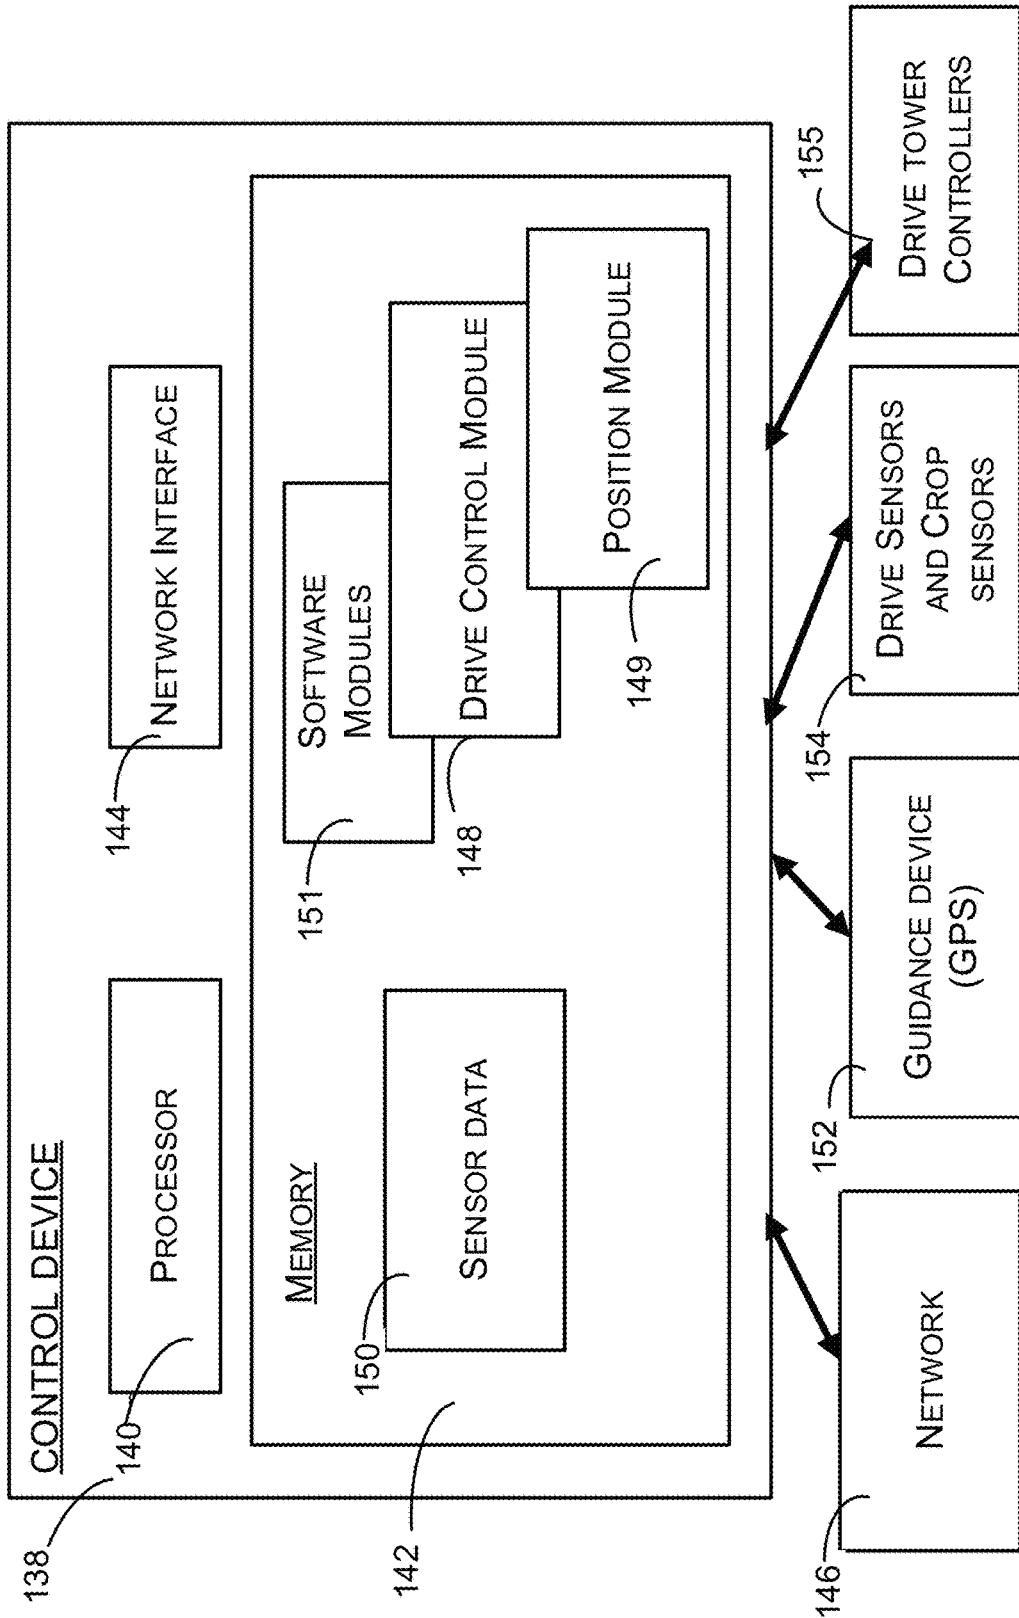 138
CONTROL DEVICE
140
PROCESSOR
144
NETWORK INTERFACE
142
MEMORY
150
SENSOR DATA
151
SOFTWARE
MODULES
148
DRIVE CONTROL MODULE
149
POSITION MODULE
146
NETWORK
152
GUIDANCE DEVICE
(GPS)
154
DRIVE SENSORS
AND CROP
SENSORS
155
DRIVE TOWER
CONTROLLERS